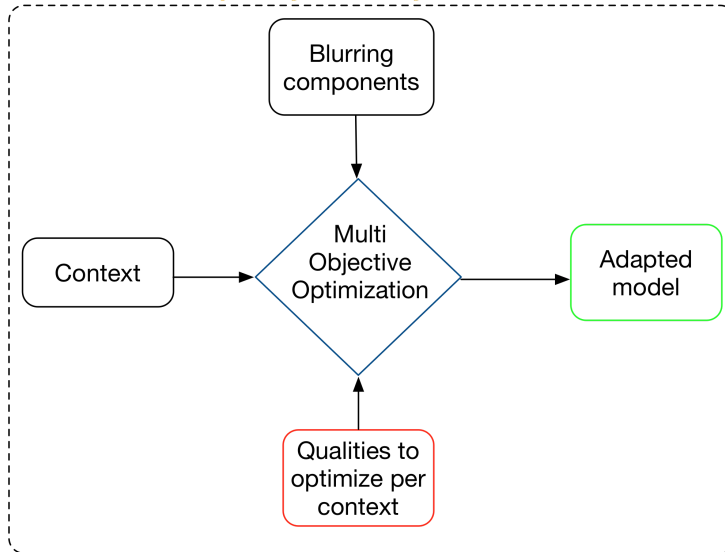 Blurring
components
Context
Multi
Objective
Optimization
Adapted
model
Qualities to
optimize per
context